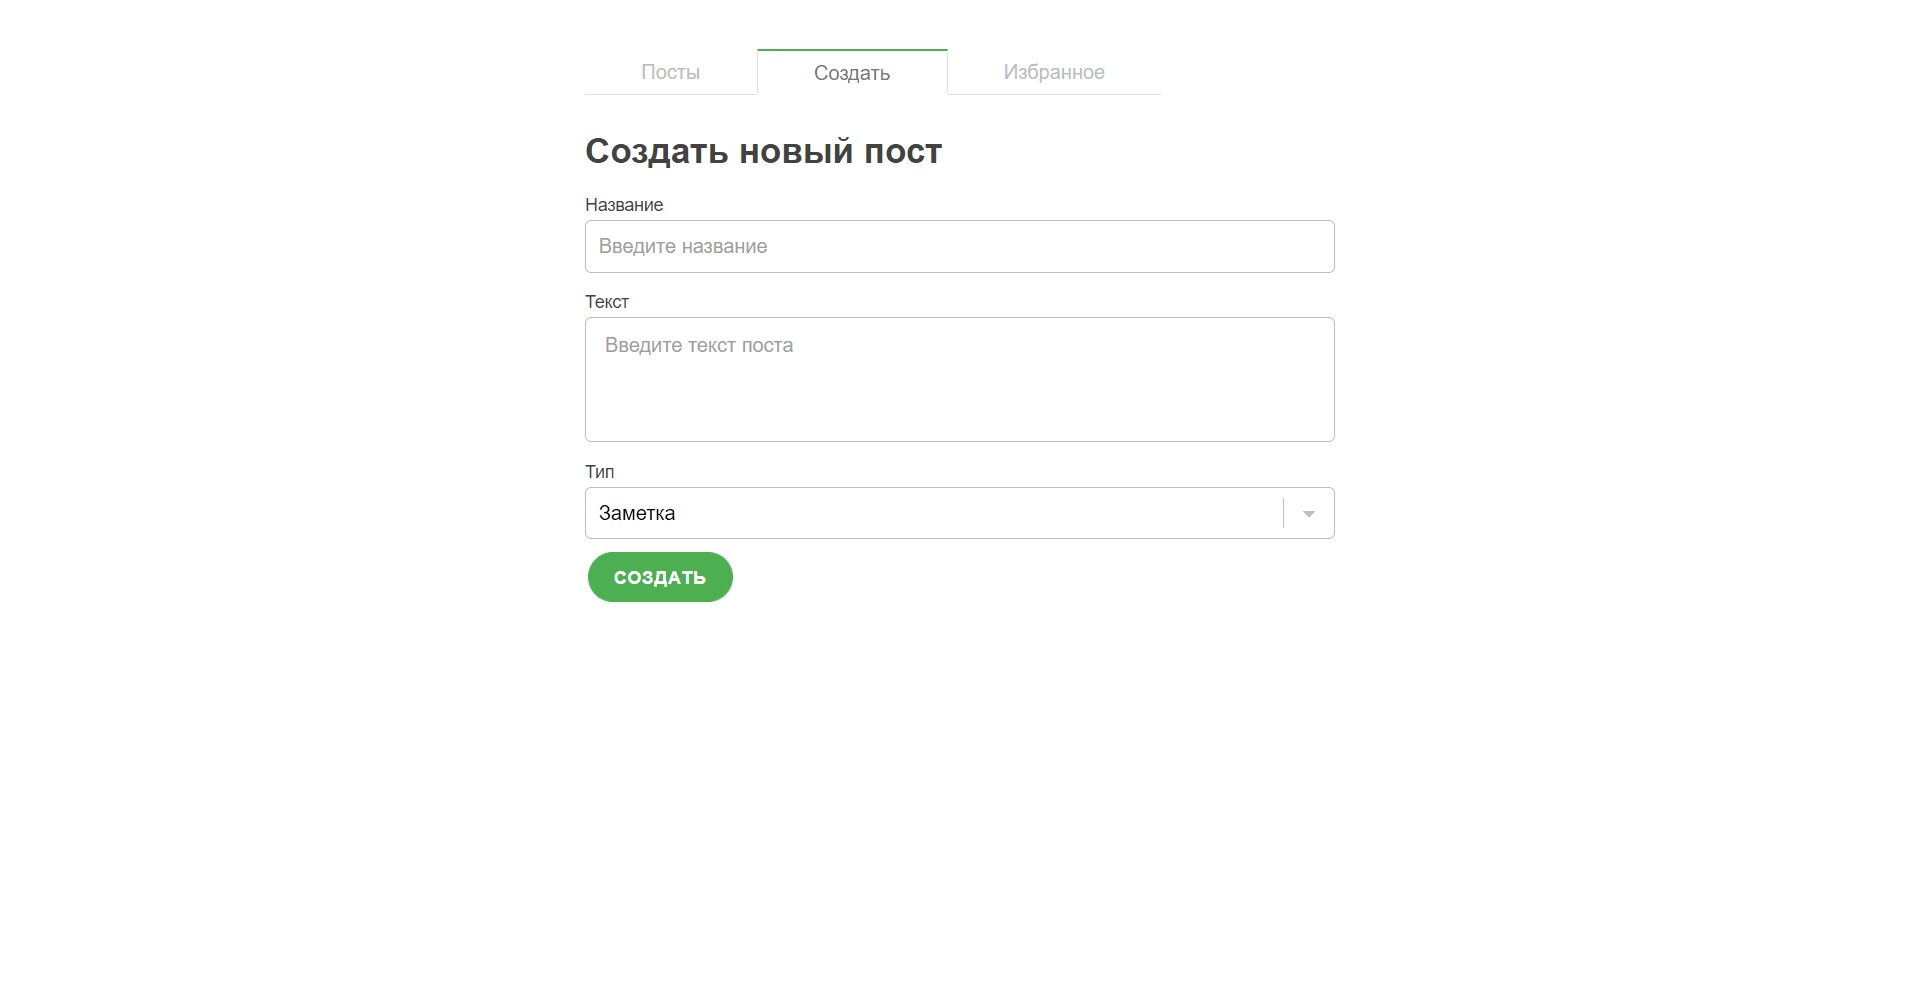 Посты Создать Избранное
Создать новый пост
Название
Введите название
Текст
Введите текст поста
Тип
Заметка
СОЗДАТЬ